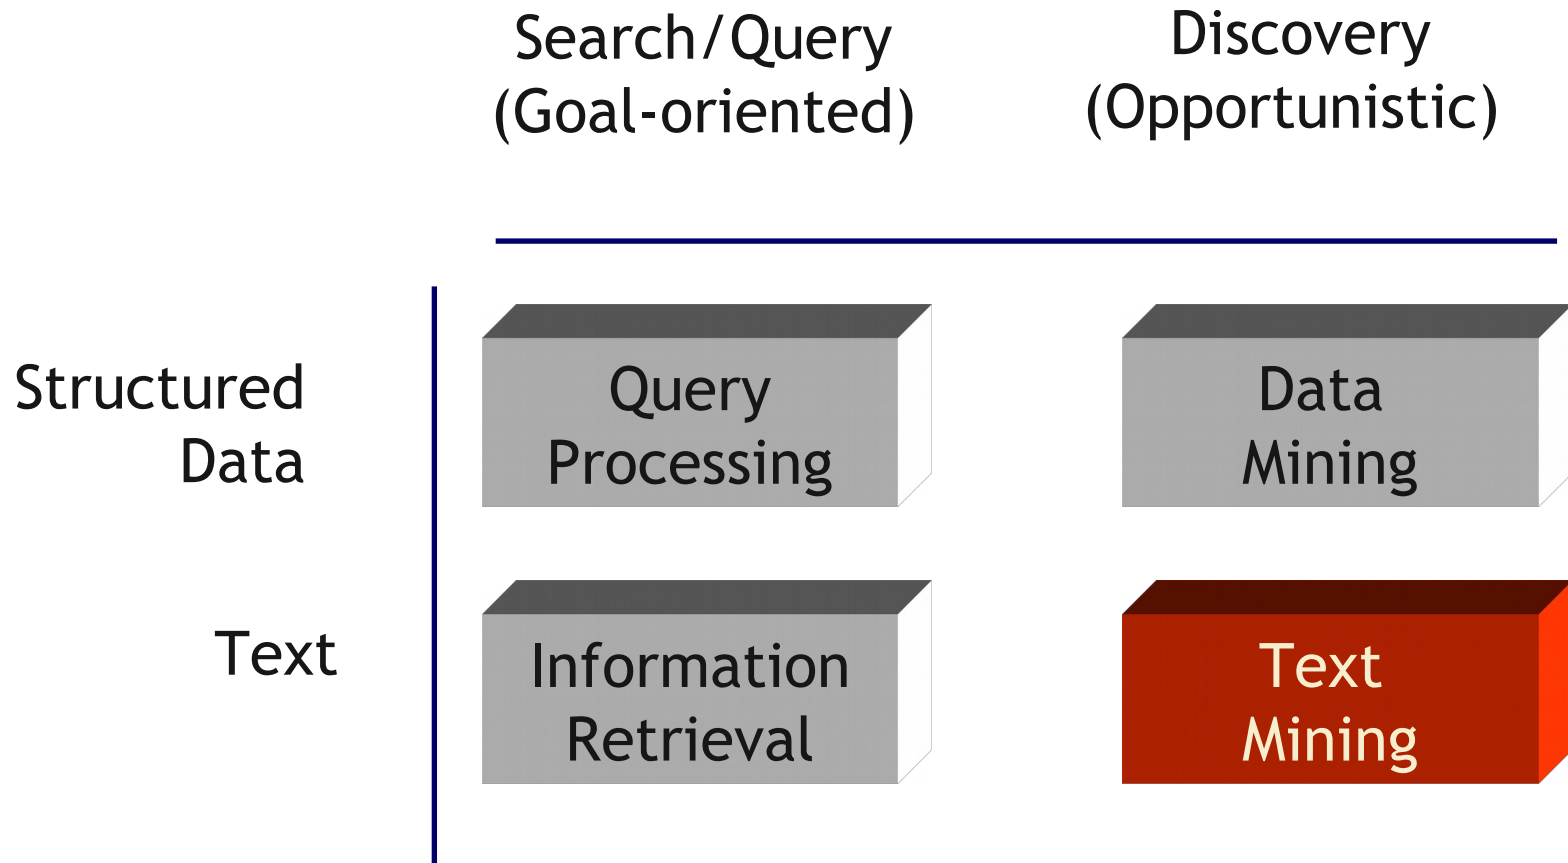 Search/Query
(Goal-oriented)
Discovery
(Opportunistic)
Structured
Data
Query
Processing
Data
Mining
Text
Information
Retrieval
Text
Mining